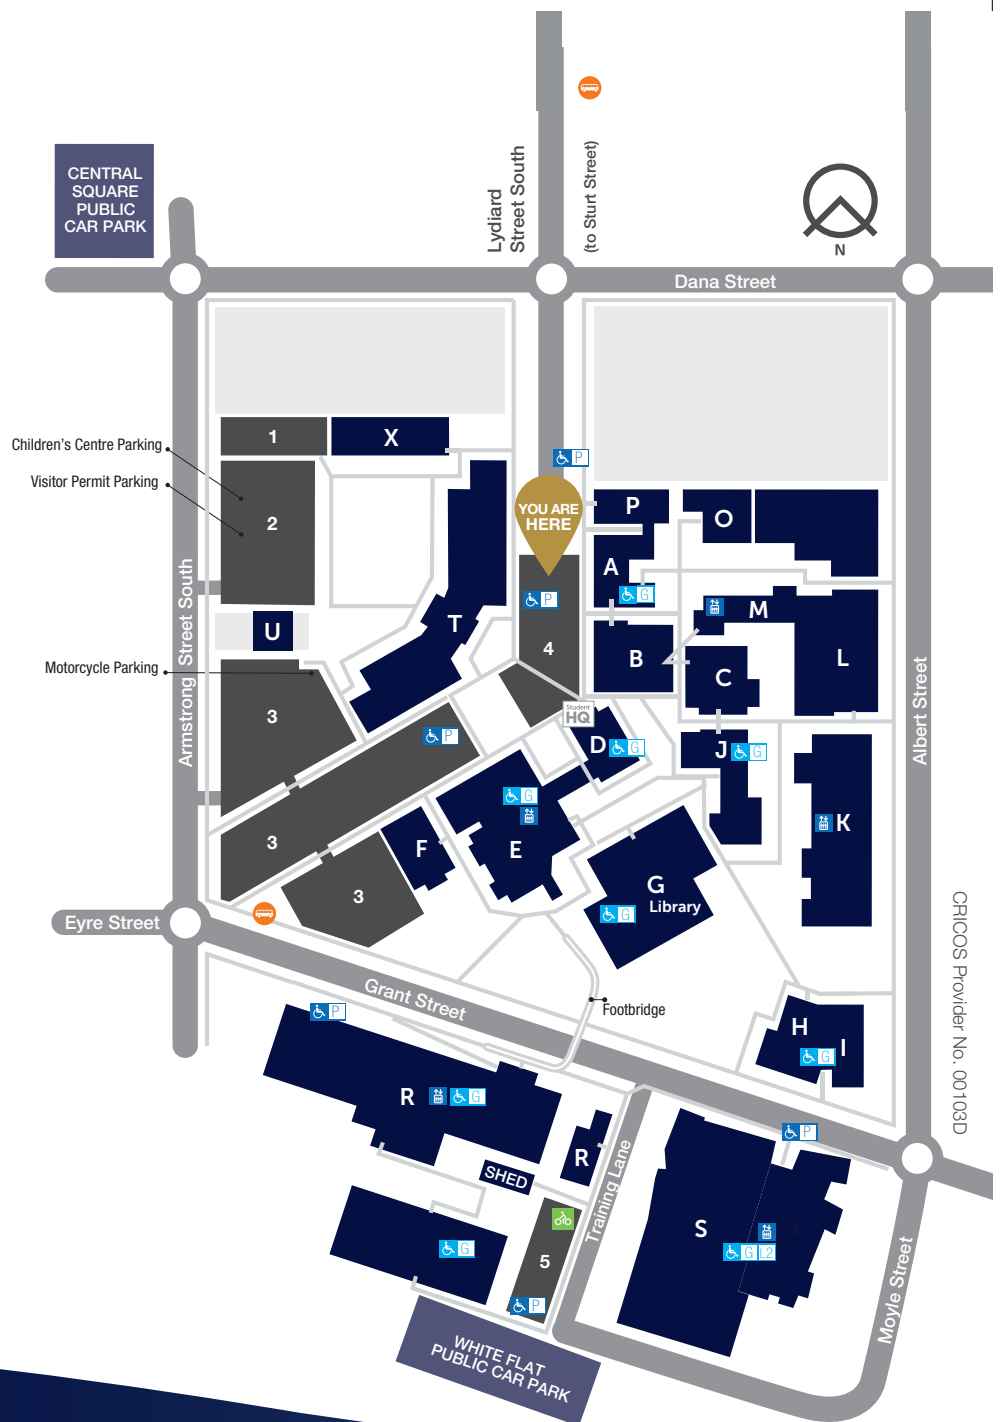 CENTRAL
SQUARE
PUBLIC
CAR PARK
Lydiard
Street South
(to Sturt Street)
N
Dana Street
1
X
Children's Centre Parking
Visitor Permit Parking
2
P
YOU ARE
HERE
P
O
A
G
P
M
U
T
4
B
C
L
Motorcycle Parking
Armstrong Street South
Albert Street
3
P
Student
HQ
D
G
J
G
G
E
K
3
F
3
G
Library
G
Eyre Street
CRICOS Provider No. 00103D
Grant Street
Footbridge
P
H
I
G
R
G
P
R
SHED
Training Lane
S
S
G
L2
G
5
P
Moyle Street
WHITE FLAT
PUBLIC CAR PARK